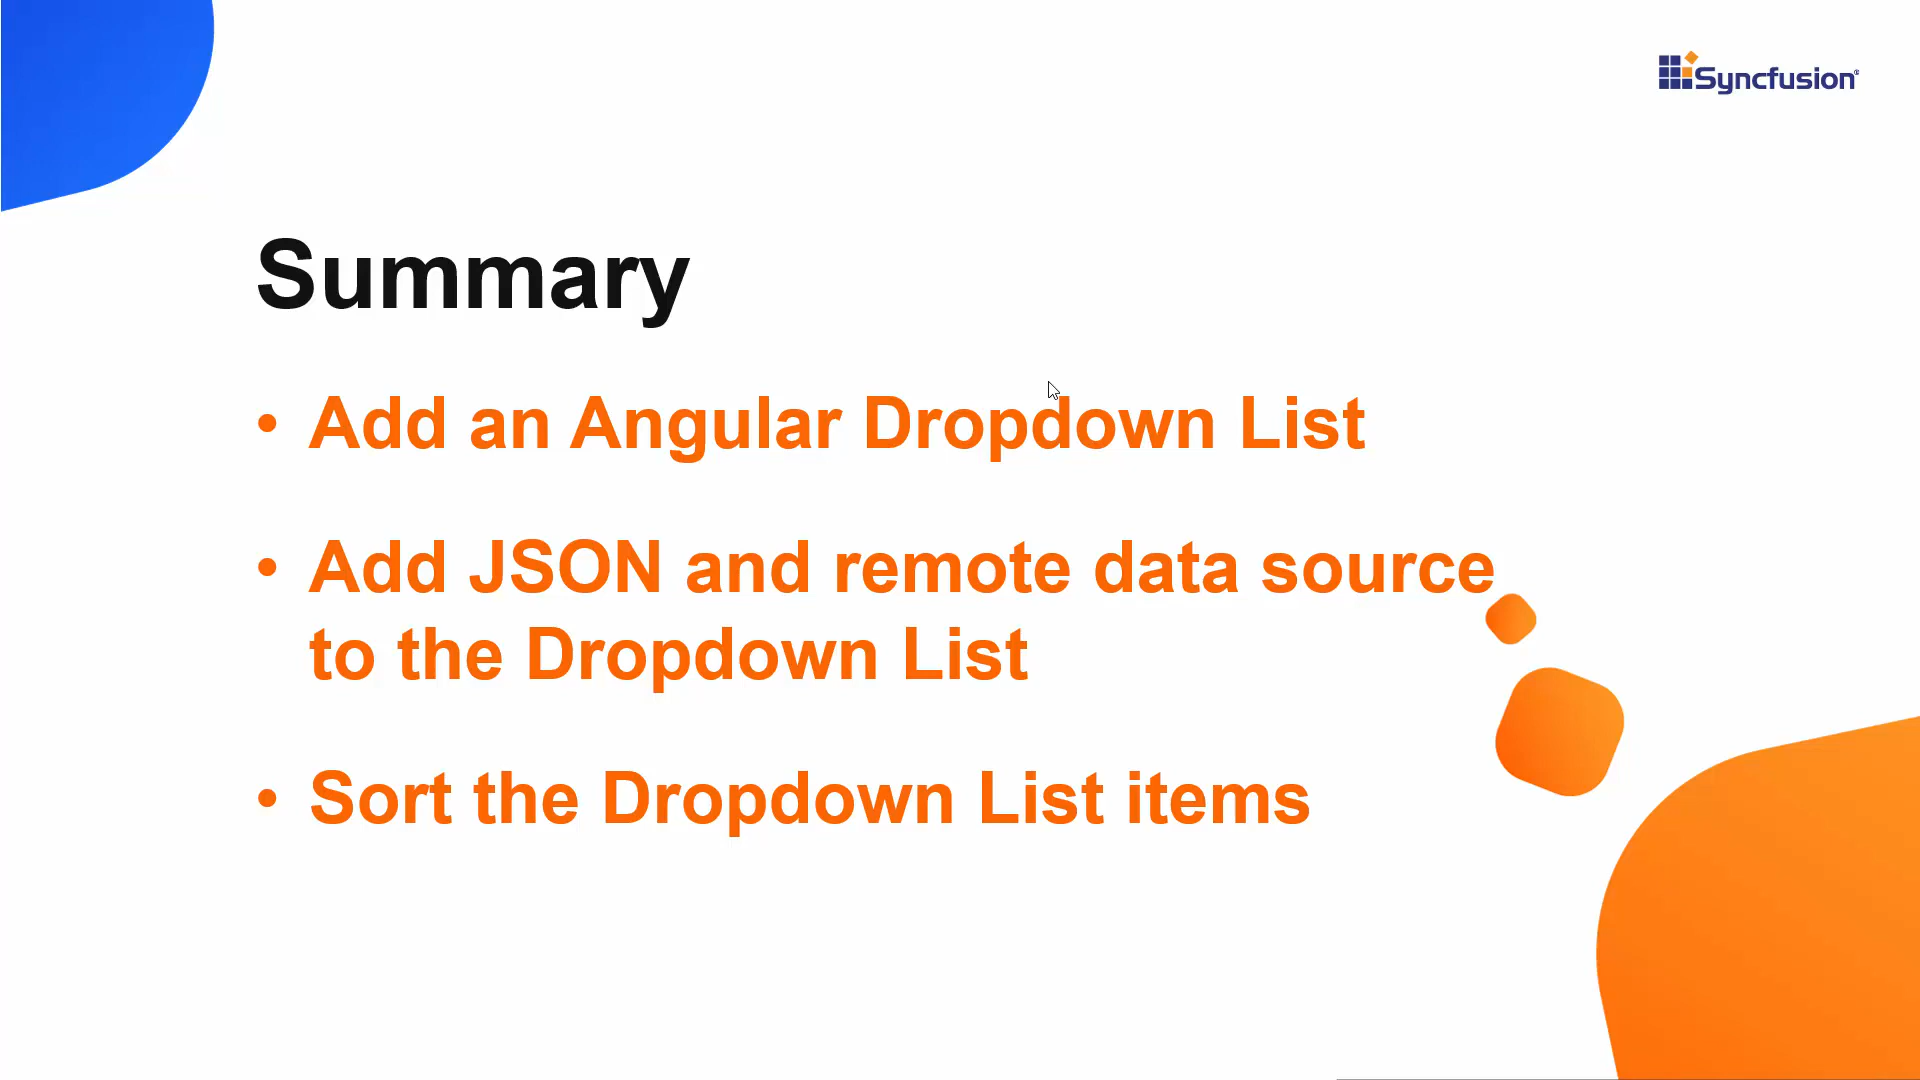 Syncfusion®
Summary
• Add an Angular Dropdown List
• Add JSON and remote data source
to the Dropdown List
• Sort the Dropdown List items